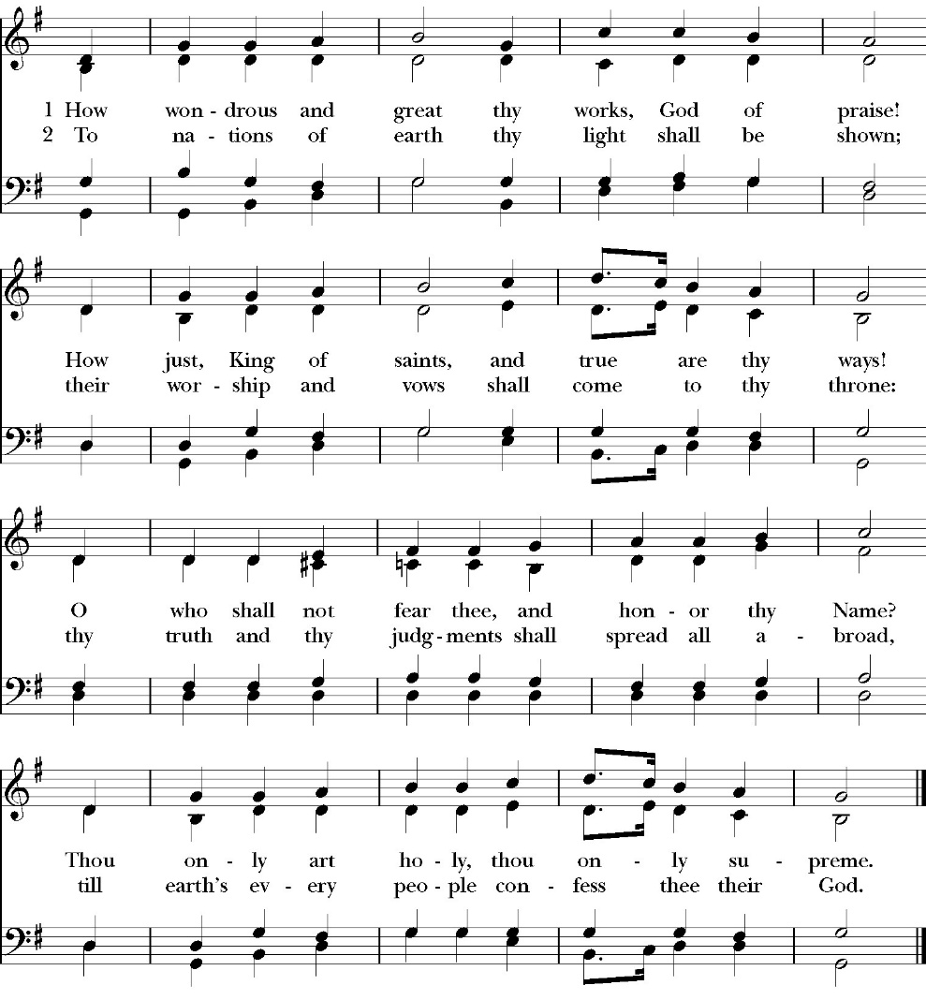 1 How won - drous and great thy works, God of praise!
2 To na - tions of earth thy light shall be shown;
How just, King of saints, and true are thy ways!
their wor - ship and vows shall come to thy throne:
O who shall not fear thee, and hon - or thy Name?
thy truth and thy judg - ments shall spread all a - broad,
Thou on - ly art ho - ly, thou on - ly su - preme.
till earth's ev - ery peo - ple con - fess thee their God.